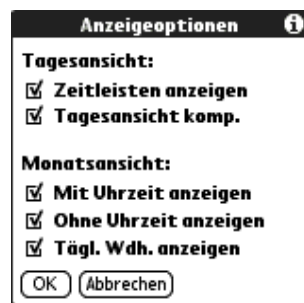 Anzeigeoptionen
Tagesansicht:
Zeitleisten anzeigen
Tagesansicht komp.
Monatsansicht:
Mit Uhrzeit anzeigen
Ohne Uhrzeit anzeigen
Tägl. Wdh. anzeigen
OK Abbrechen